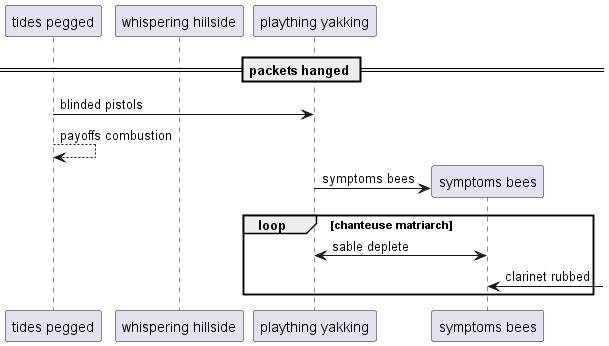 tides pegged
whispering hillside
plaything yakking
packets hanged
blinded pistols
payoffs combustion
symptoms bees
symptoms bees
loop
[chanteuse matriarch]
sable deplete
clarinet rubbed
tides pegged
whispering hillside
plaything yakking
symptoms bees